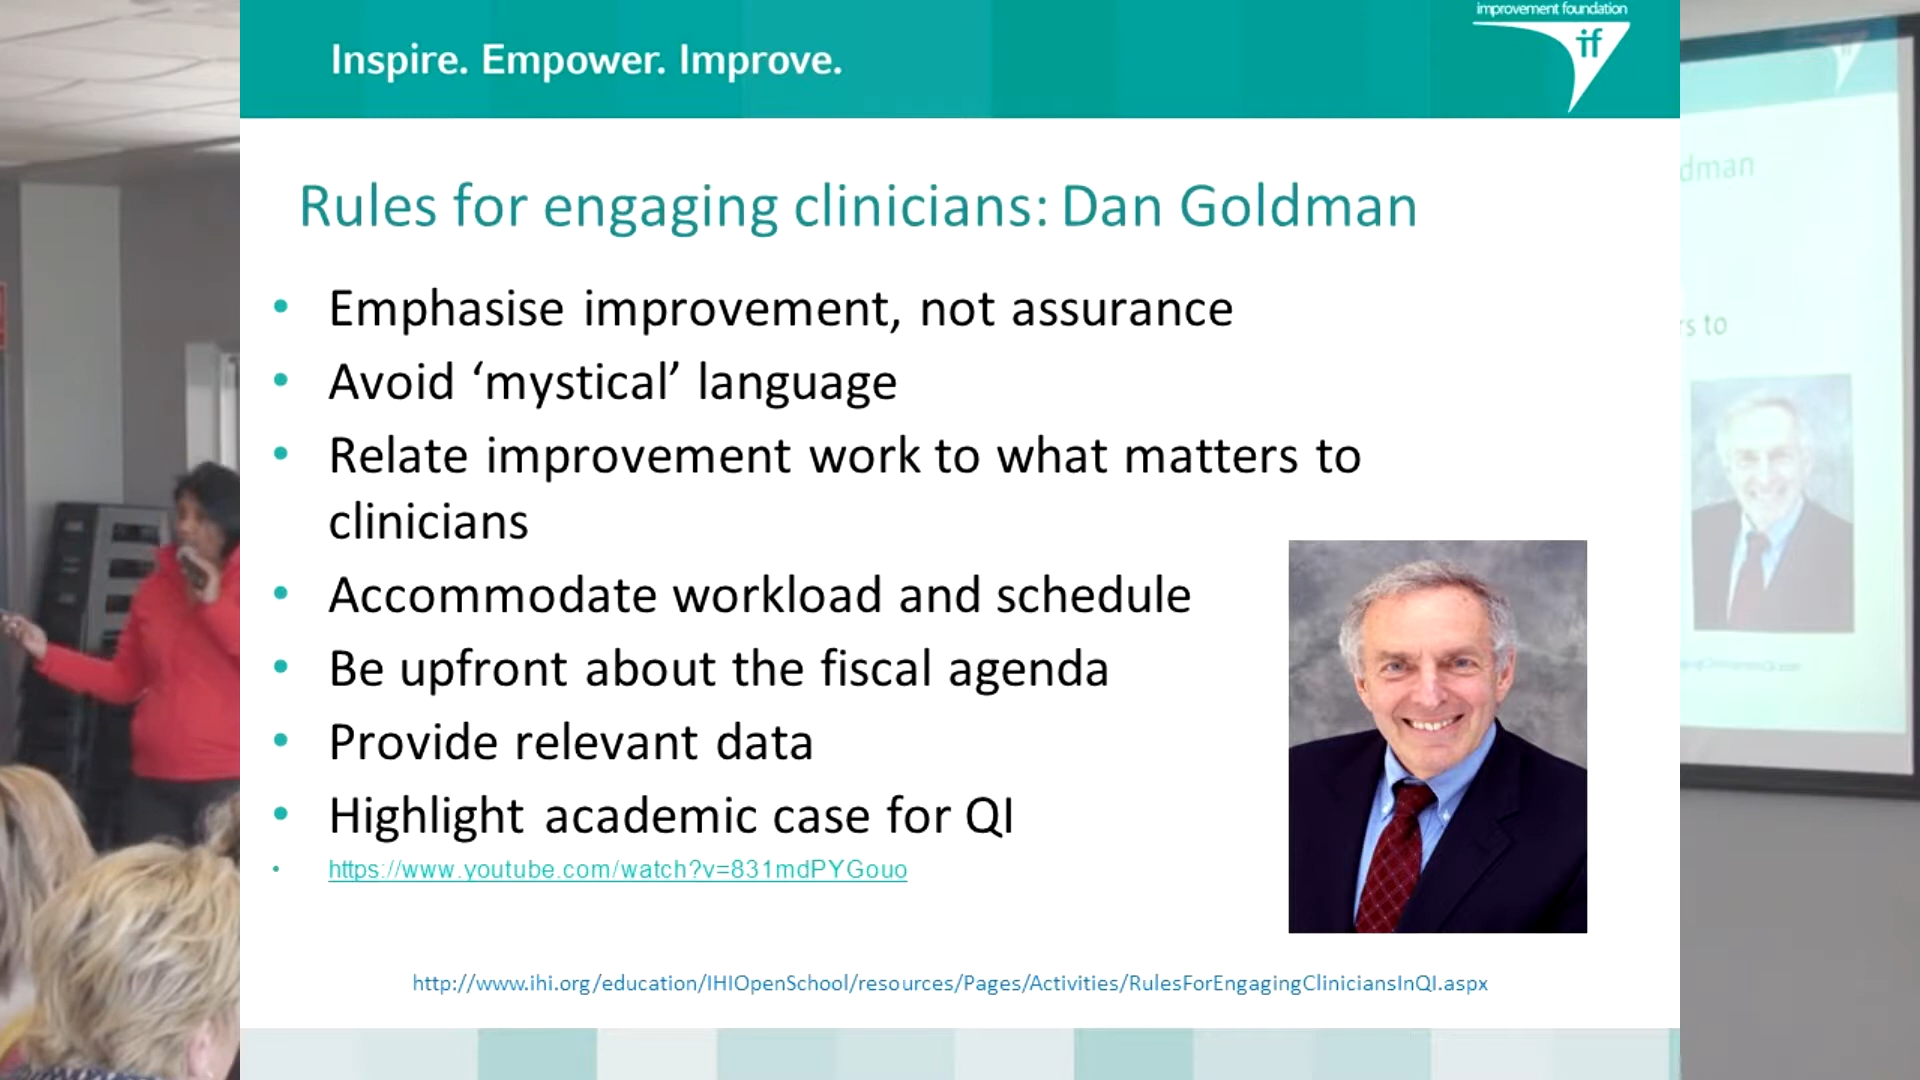 improvement foundation
if
Inspire. Empower. Improve.
Rules for engaging clinicians: Dan Goldman
• Emphasise improvement, not assurance
• Avoid ‘mystical’ language
• Relate improvement work to what matters to
clinicians
• Accommodate workload and schedule
• Be upfront about the fiscal agenda
• Provide relevant data
• Highlight academic case for QI
• https://www.youtube.com/watch?v=831mdPYGouo
http://www.ihi.org/education/IHIOpenSchool/resources/Pages/Activities/RulesForEngagingCliniciansInQI.aspx
dman
rs to